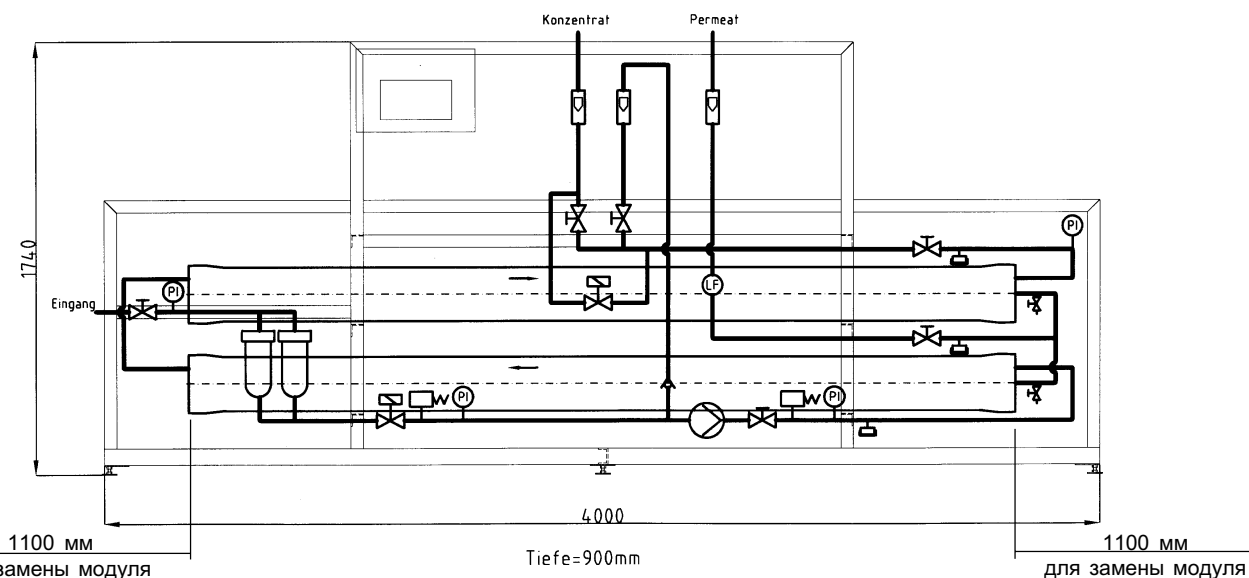 Konzentrat
Permeat
1740
PI
LF
Eingang
PI
PI
PI
4000
1100 мм
замены модуля
Tiefe=900mm
1100 мм
для замены модуля